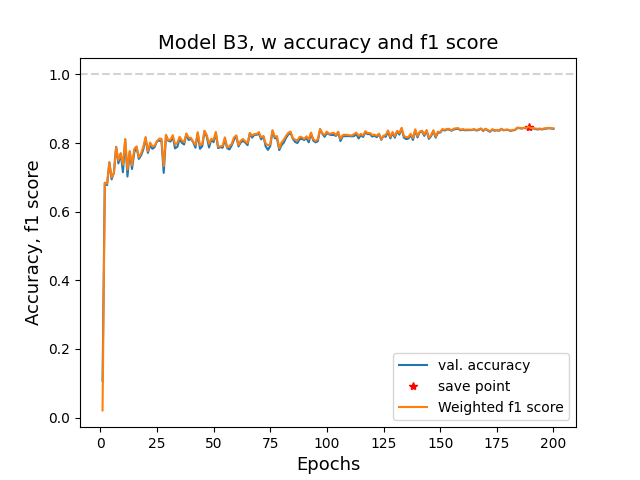 Model B3, w accuracy and f1 score
1.0
0.8
0.6
0.4
0.2
0.0
Accuracy, f1 score
0
25
50
75
100
125
150
175
200
Epochs
val. accuracy
save point
Weighted f1 score